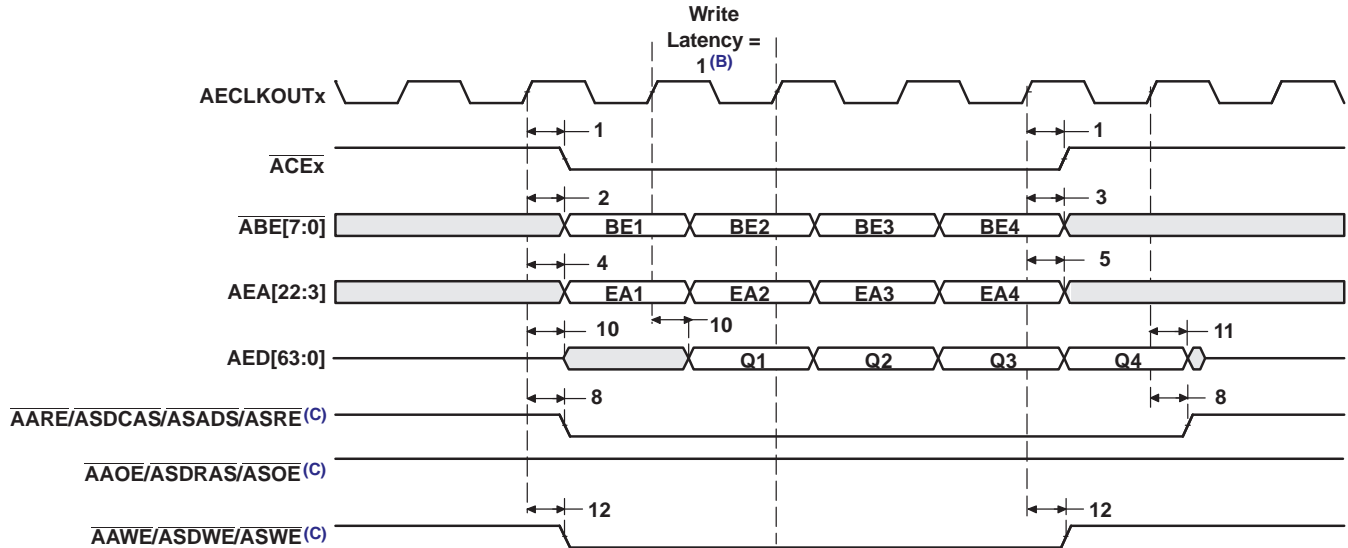 Write
Latency =
1(B)
AECLKOUTx
1 1
ACEx
2 3
ABE[7:0] BE1 BE2 BE3 BE4
4 5
AEA[22:3] EA1 EA2 EA3 EA4
10 10 11
AED[63:0] Q1 Q2 Q3 Q4
8 8
AARE/ASDCAS/ASADS/ASRE(C)
AAOE/ASDRAS/ASOE(C)
12 12
AAWE/ASDWE/ASWE(C)